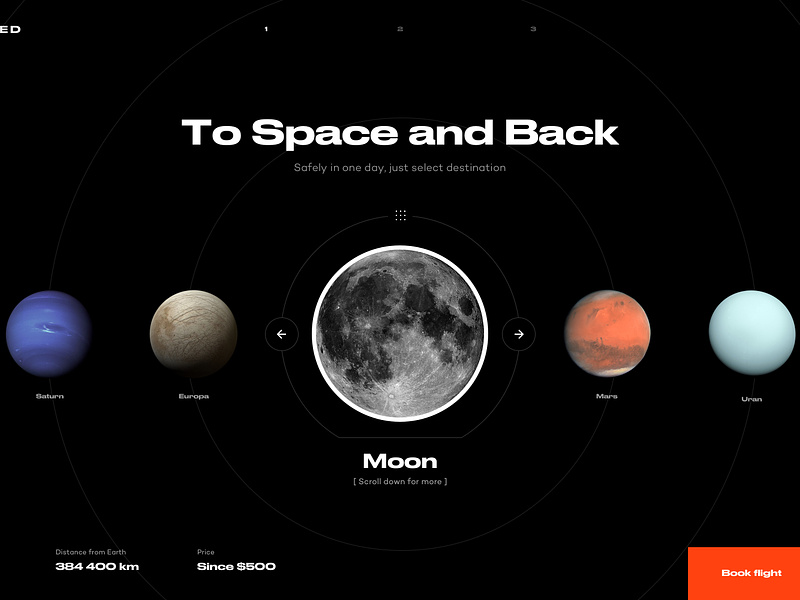 ED
1 2 3
To Space and Back
Safely in one day, just select destination
Saturn
Europa
Mars
Uran
Moon
[ Scroll down for more ]
Distance from Earth
384 400 km
Price
Since $500
Book flight